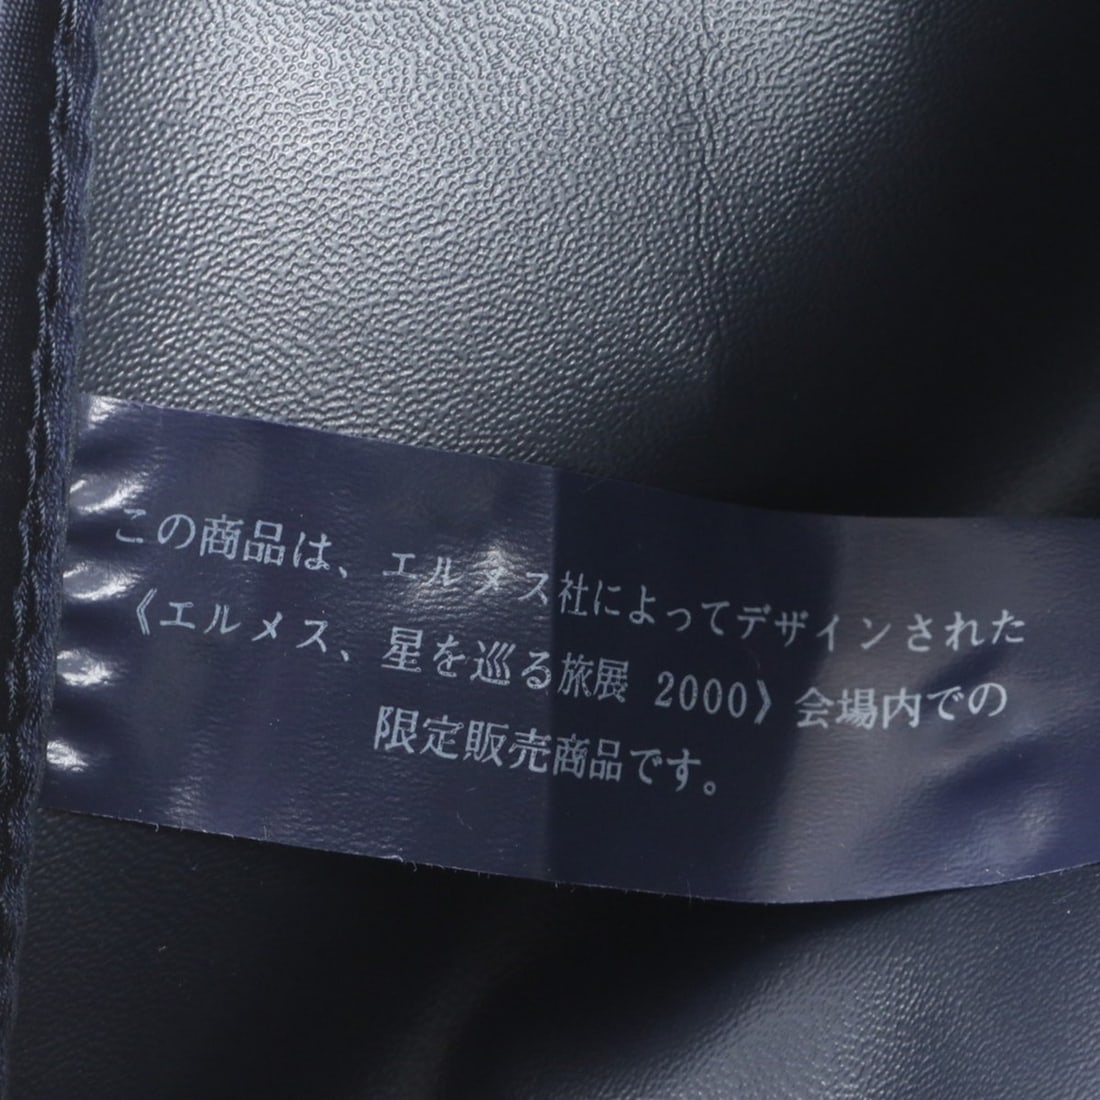 この商品は、エルメス社によってデザインされた
《エルメス、星を巡る旅展 2000》会場内での
限定販売商品です。